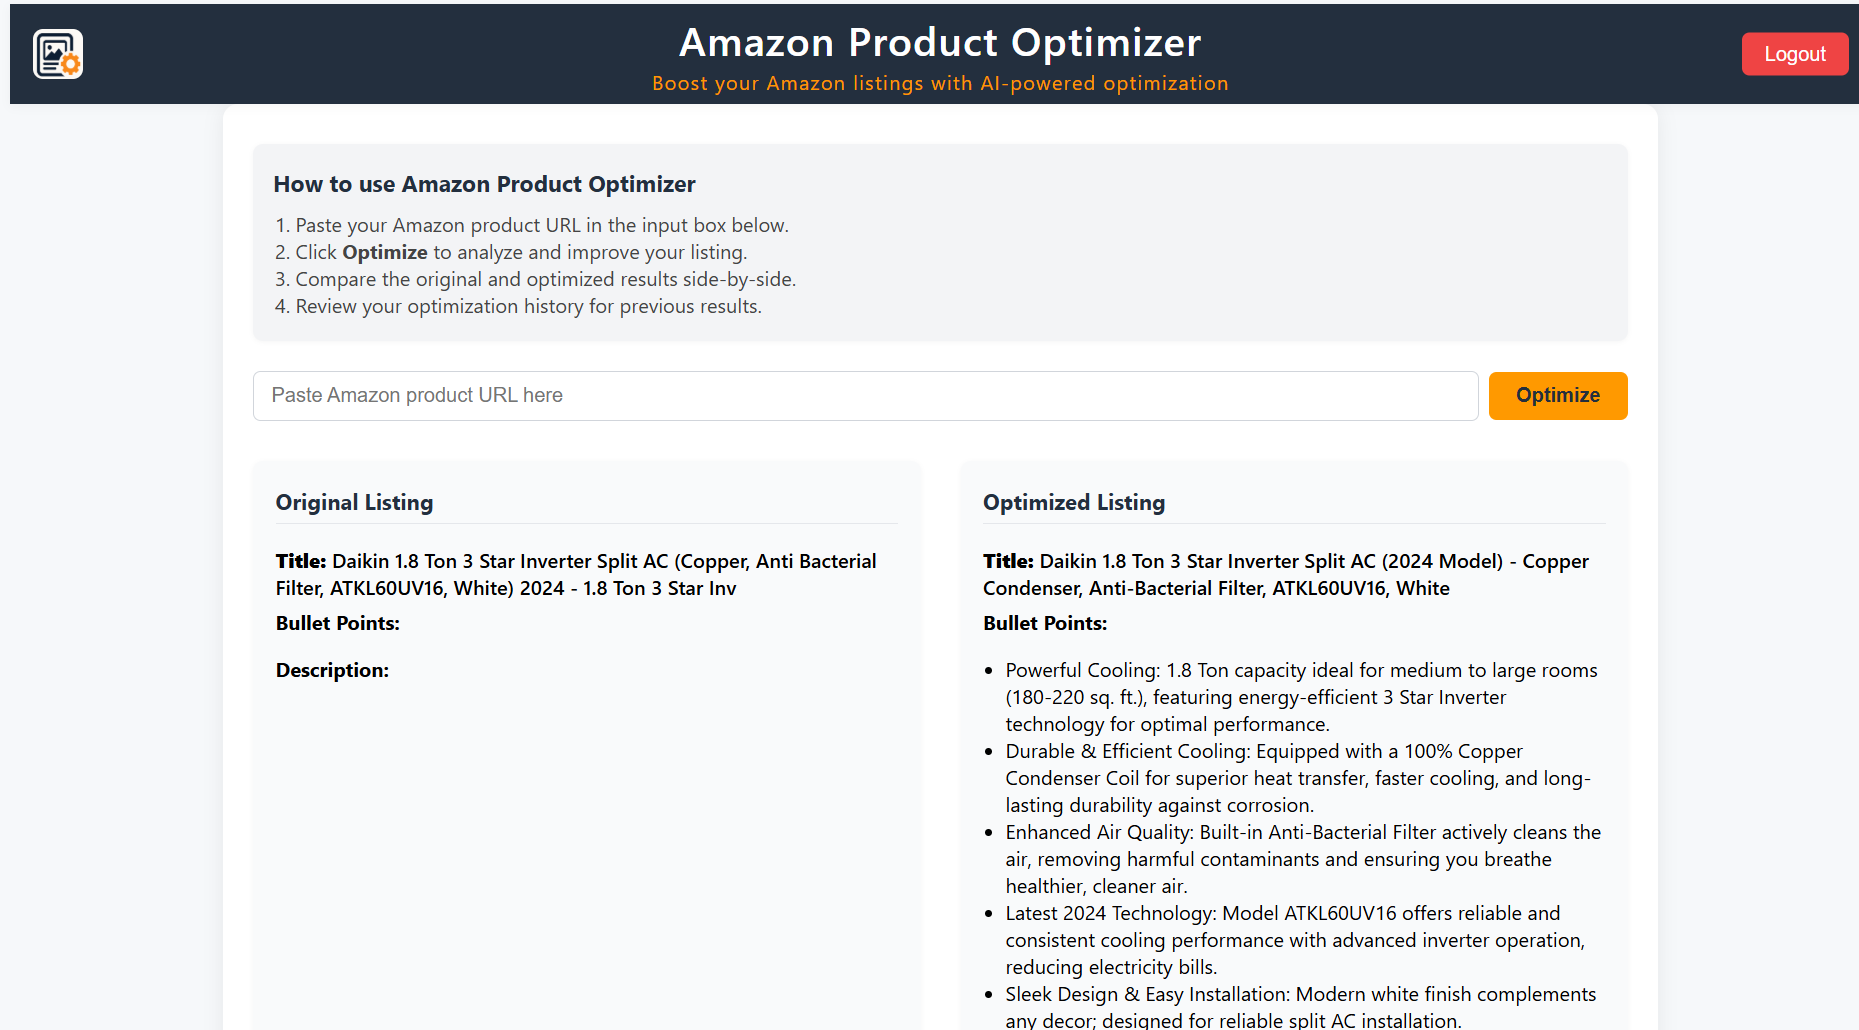 Amazon Product Optimizer
Boost your Amazon listings with AI-powered optimization
Logout
How to use Amazon Product Optimizer
1. Paste your Amazon product URL in the input box below.
2. Click Optimize to analyze and improve your listing.
3. Compare the original and optimized results side-by-side.
4. Review your optimization history for previous results.
Paste Amazon product URL here
Optimize
Original Listing
Title: Daikin 1.8 Ton 3 Star Inverter Split AC (Copper, Anti Bacterial
Filter, ATKL60UV16, White) 2024 - 1.8 Ton 3 Star Inv
Bullet Points:
Description:
Optimized Listing
Title: Daikin 1.8 Ton 3 Star Inverter Split AC (2024 Model) - Copper
Condenser, Anti-Bacterial Filter, ATKL60UV16, White
Bullet Points:
• Powerful Cooling: 1.8 Ton capacity ideal for medium to large rooms
(180-220 sq. ft.), featuring energy-efficient 3 Star Inverter
technology for optimal performance.
• Durable & Efficient Cooling: Equipped with a 100% Copper
Condenser Coil for superior heat transfer, faster cooling, and long-
lasting durability against corrosion.
• Enhanced Air Quality: Built-in Anti-Bacterial Filter actively cleans the
air, removing harmful contaminants and ensuring you breathe
healthier, cleaner air.
• Latest 2024 Technology: Model ATKL60UV16 offers reliable and
consistent cooling performance with advanced inverter operation,
reducing electricity bills.
• Sleek Design & Easy Installation: Modern white finish complements
any decor; designed for reliable split AC installation.